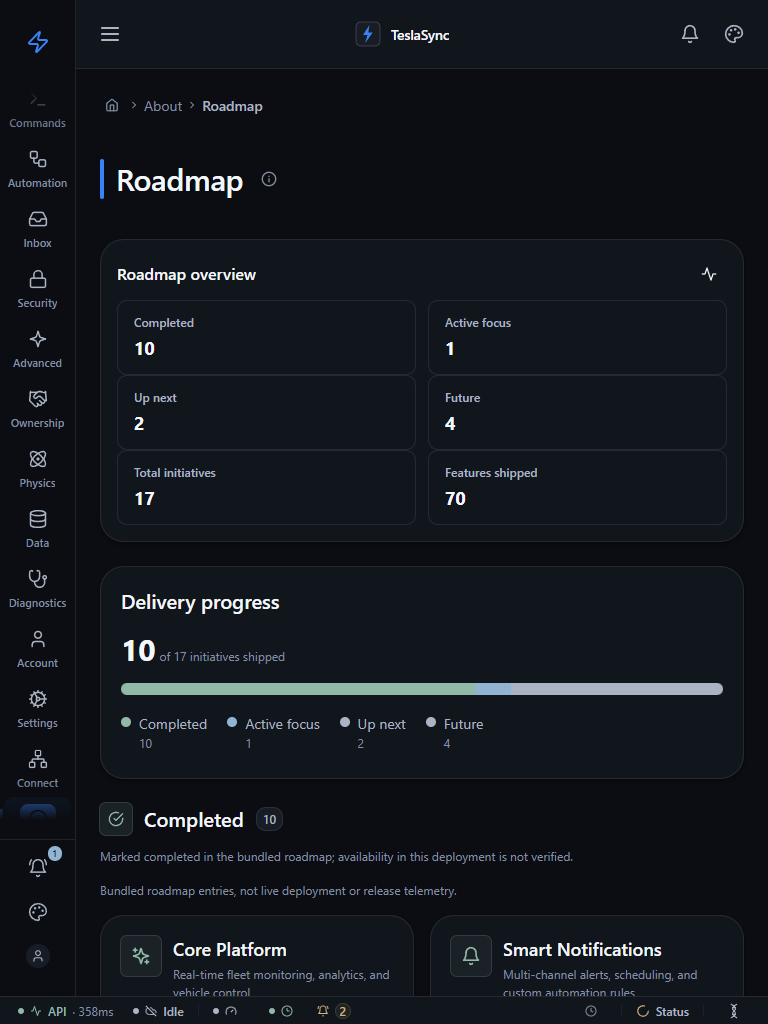 TeslaSync
Commands
Automation
Inbox
Security
Advanced
Ownership
Physics
Data
Diagnostics
Account
Settings
Connect
1
About
Roadmap
Roadmap
Roadmap overview
Completed
10
Active focus
1
Up next
2
Future
4
Total initiatives
17
Features shipped
70
Delivery progress
10 of 17 initiatives shipped
Completed
10
Active focus
1
Up next
2
Future
4
Completed 10
Marked completed in the bundled roadmap; availability in this deployment is not verified.
Bundled roadmap entries, not live deployment or release telemetry.
Core Platform
Real-time fleet monitoring, analytics, and
vehicle control
Smart Notifications
Multi-channel alerts, scheduling, and
custom automation rules
API · 358ms
Idle
2
Status